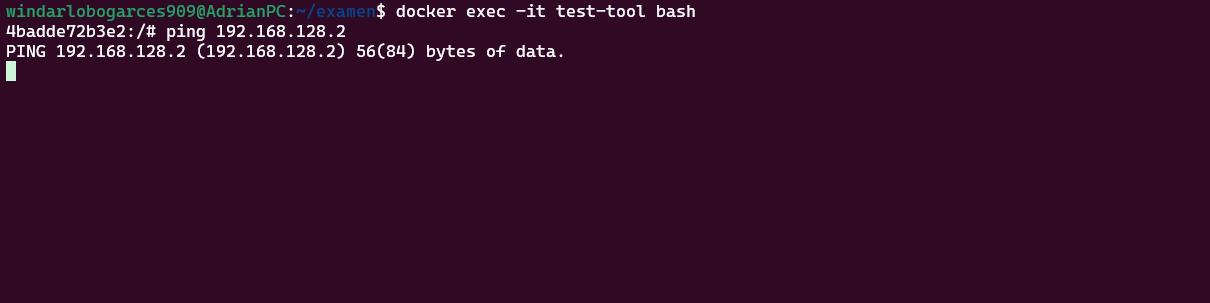 windarlobogarces909@AdrianPC:~/examen$ docker exec -it test-tool bash
4badde72b3e2:/# ping 192.168.128.2
PING 192.168.128.2 (192.168.128.2) 56(84) bytes of data.